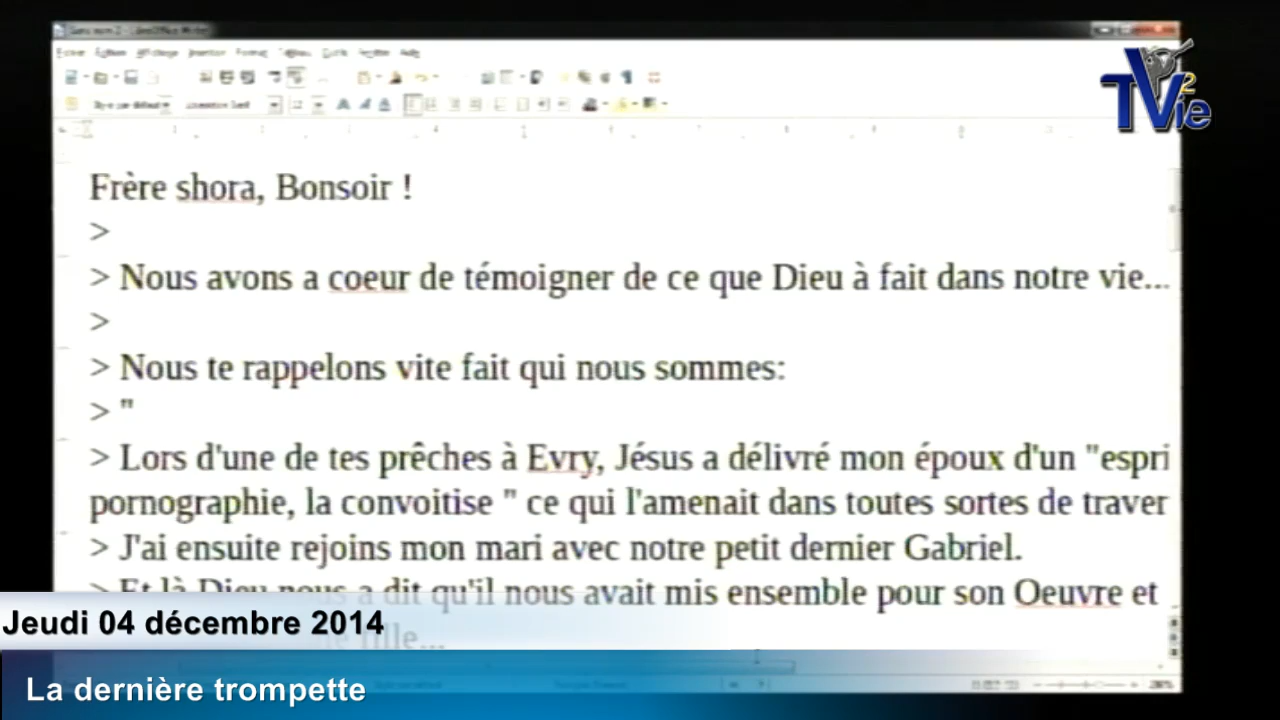 TV2Vie
Frère shora, Bonsoir !
>
> Nous avons a coeur de témoigner de ce que Dieu à fait dans notre vie...
>
> Nous te rappelons vite fait qui nous sommes:
> "
> Lors d'une de tes prêches à Evry, Jésus a délivré mon époux d'un "espri
pornographie, la convoitise " ce qui l'amenait dans toutes sortes de traver
> J'ai ensuite rejoins mon mari avec notre petit dernier Gabriel.
> Et là Dieu nous a dit qu'il nous avait mis ensemble pour son Oeuvre et
fille...
Jeudi 04 décembre 2014
La dernière trompette